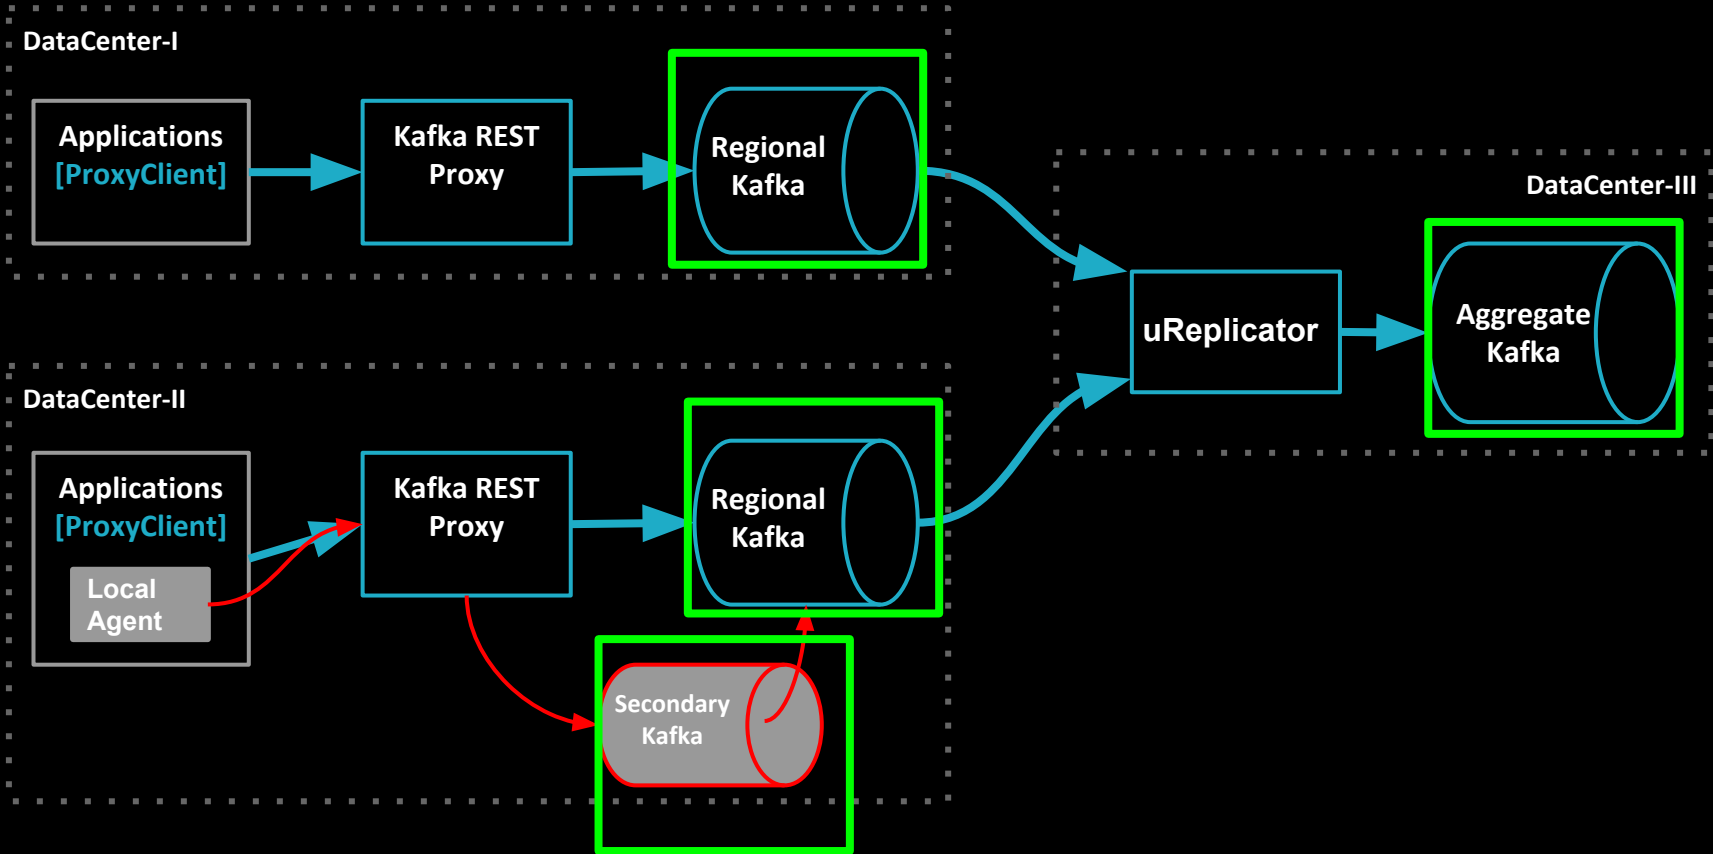 DataCenter-I
Applications
[ProxyClient]
Kafka REST
Proxy
Regional
Kafka
DataCenter-III
uReplicator
Aggregate
Kafka
DataCenter-II
Applications
[ProxyClient]
Local
Agent
Kafka REST
Proxy
Regional
Kafka
Secondary
Kafka